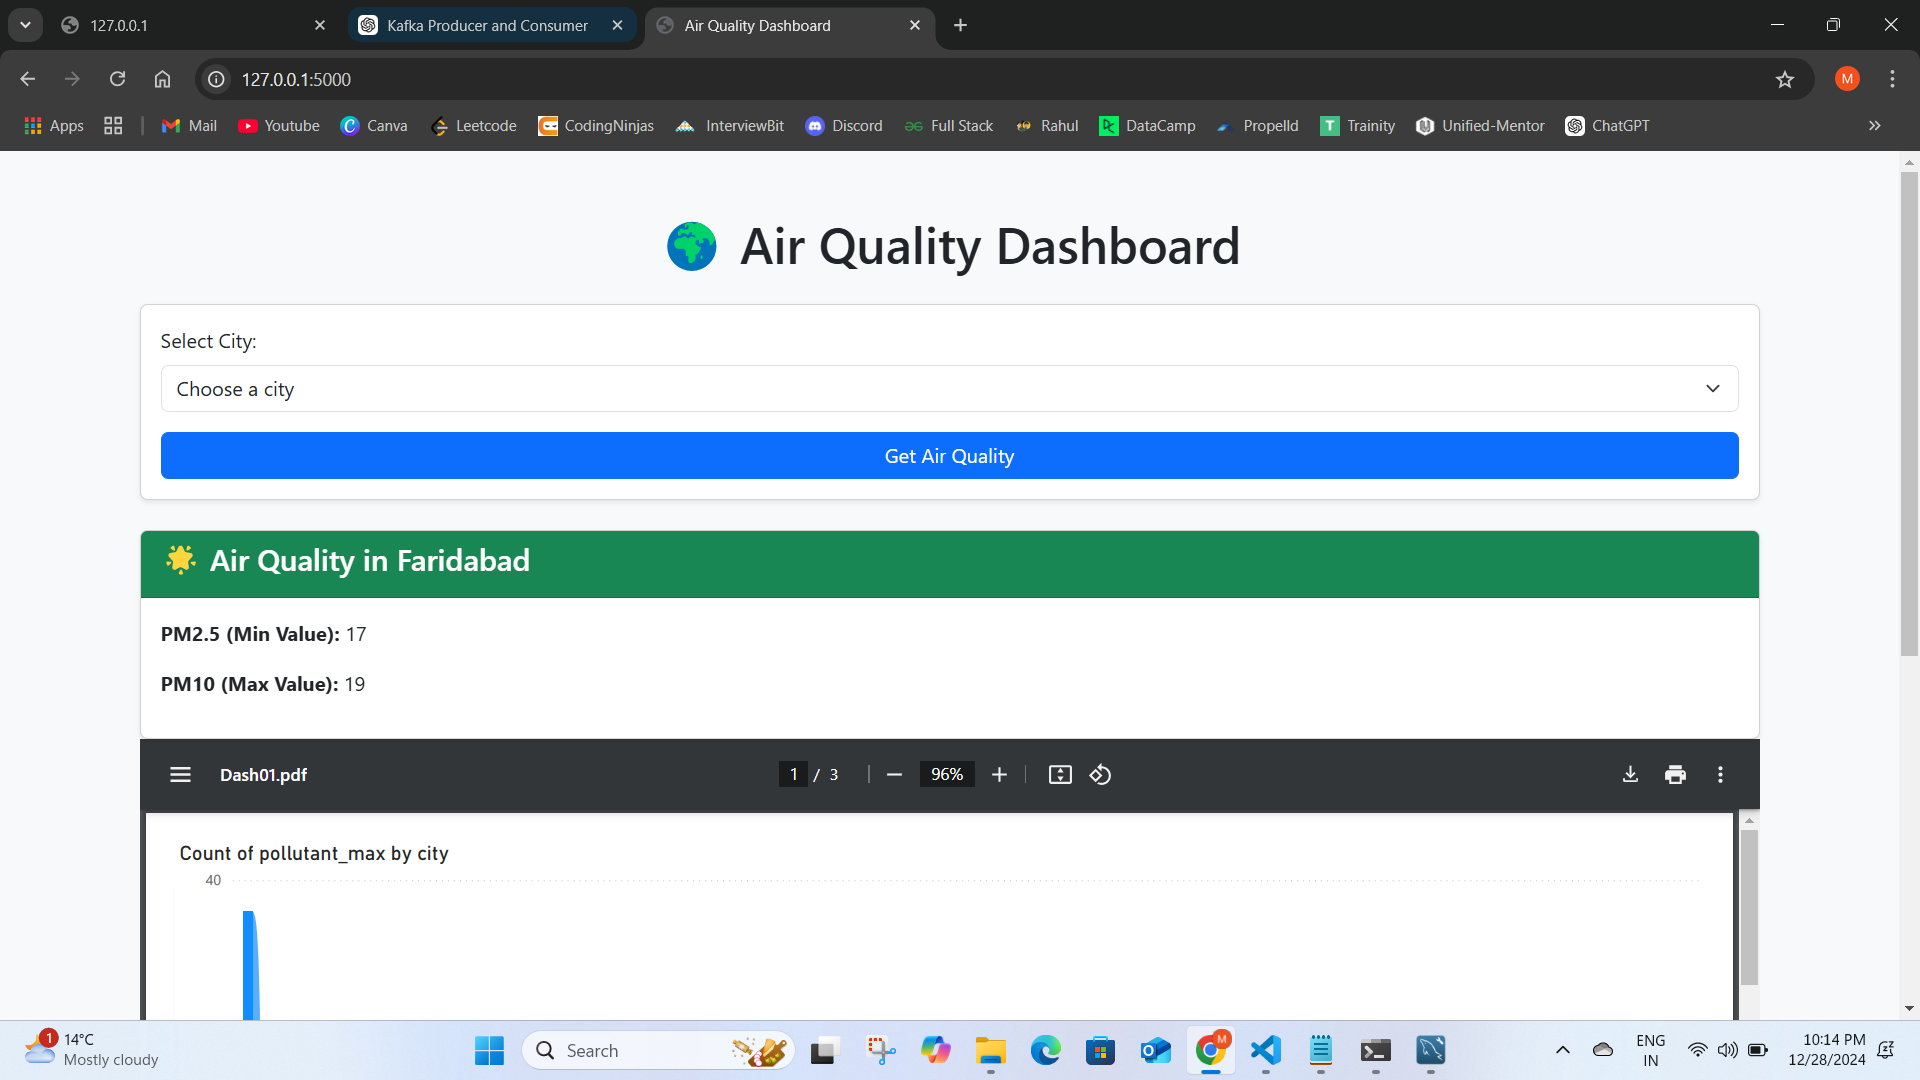 127.0.0.1
Kafka Producer and Consumer
Air Quality Dashboard
127.0.0.1:5000
M
Apps
Mail
Youtube
Canva
Leetcode
CodingNinjas
InterviewBit
Discord
Full Stack
Rahul
DataCamp
Propelld
Trainity
Unified-Mentor
ChatGPT
Air Quality Dashboard
Select City:
Choose a city
Get Air Quality
Air Quality in Faridabad
PM2.5 (Min Value): 17
PM10 (Max Value): 19
Dash01.pdf
1 / 3
96%
Count of pollutant_max by city
40
1
14°C
Mostly cloudy
Search
M
ENG
IN
10:14 PM
12/28/2024